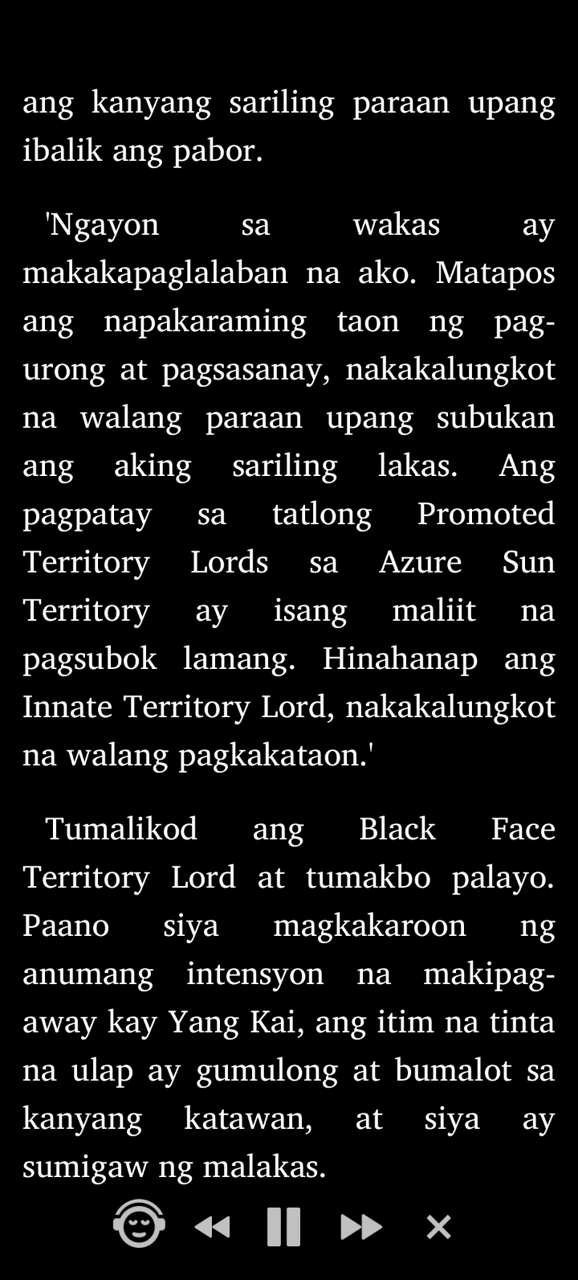 ang kanyang sariling paraan upang
ibalik ang pabor.
'Ngayon sa wakas ay
makakapaglalaban na ako. Matapos
ang napakaraming taon ng pag-
urong at pagsasanay, nakakalungkot
na walang paraan upang subukan
ang aking sariling lakas. Ang
pagpatay sa tatlong Promoted
Territory Lords sa Azure Sun
Territory ay isang maliit na
pagsubok lamang. Hinahanap ang
Innate Territory Lord, nakakalungkot
na walang pagkakataon.'
Tumalikod ang Black Face
Territory Lord at tumakbo palayo.
Paano siya magkakaroon ng
anumang intensyon na makipag-
away kay Yang Kai, ang itim na tinta
na ulap ay gumulong at bumalot sa
kanyang katawan, at siya ay
sumigaw ng malakas.